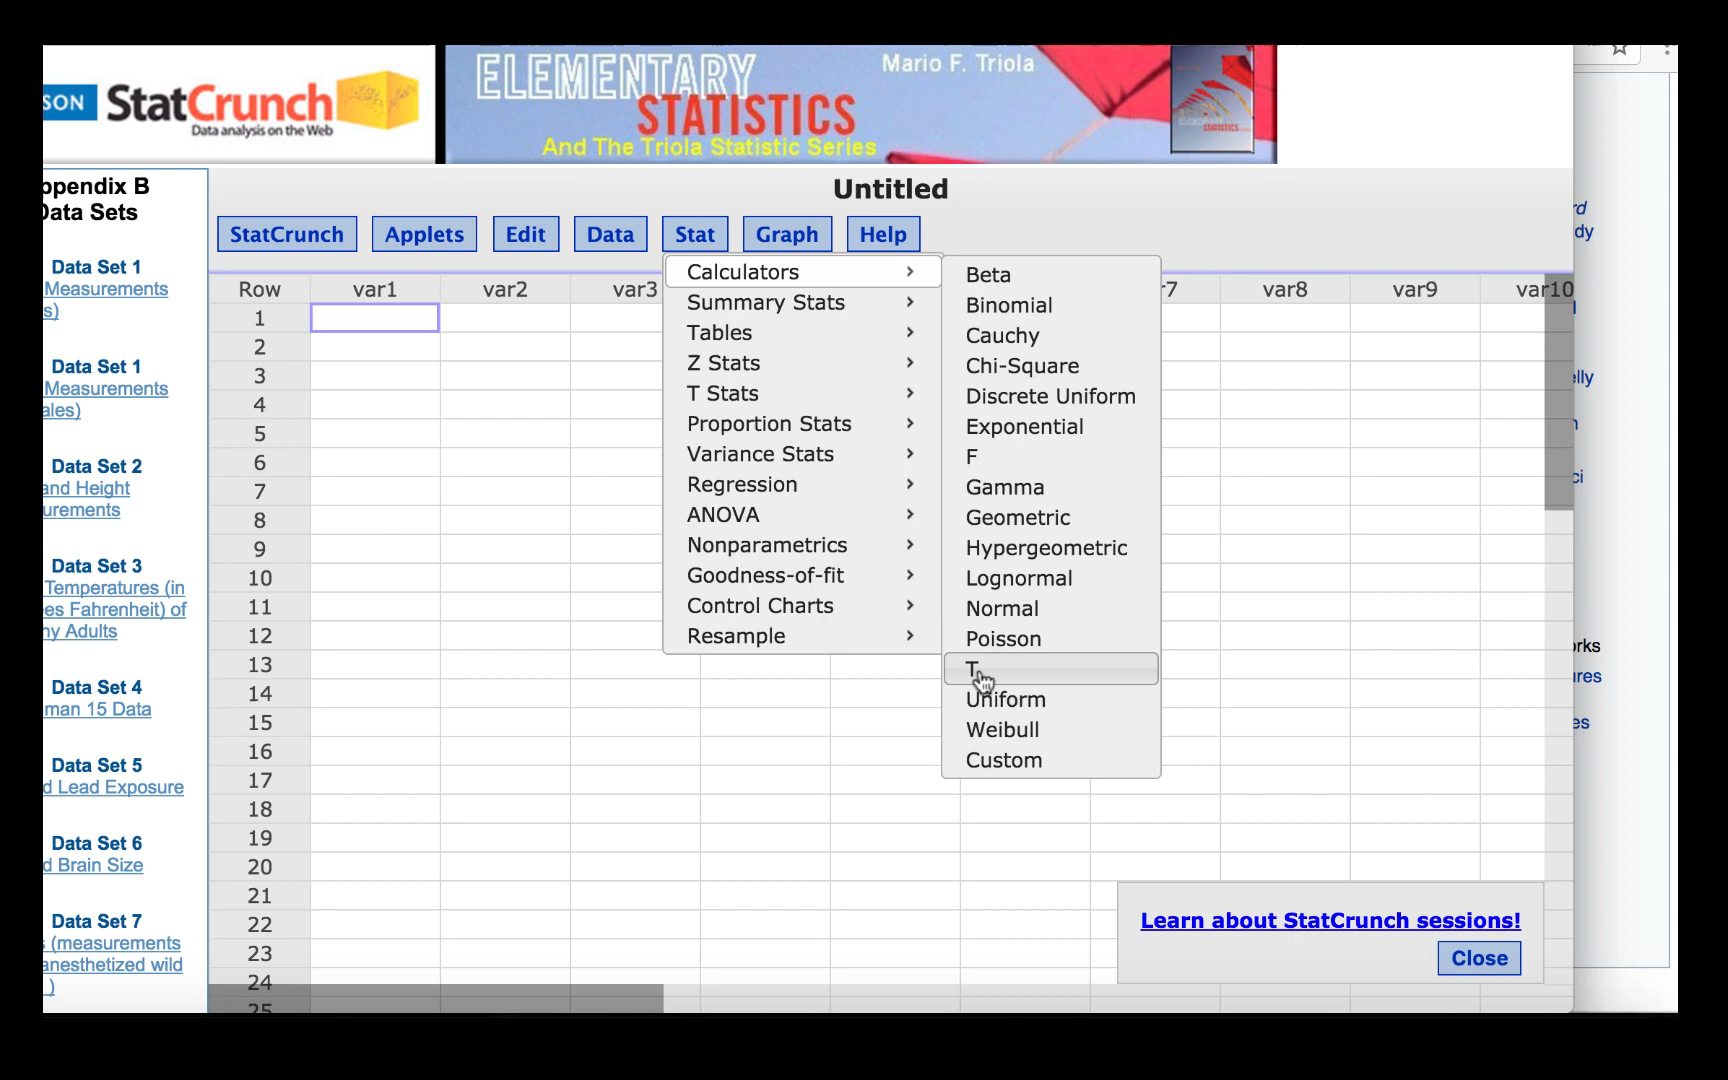 SON StatCrunch
Data analysis on the Web
ELEMENTARY
STATISTICS
And The Triola Statistic Series
Mario F. Triola
STATISTICS
ppendix B
Data Sets
Data Set 1
Measurements
s)
Data Set 1
Measurements
ales)
Data Set 2
and Height
urements
Data Set 3
Temperatures (in
es Fahrenheit) of
hy Adults
Data Set 4
man 15 Data
Data Set 5
d Lead Exposure
Data Set 6
d Brain Size
Data Set 7
s (measurements
anesthetized wild
)
Untitled
StatCrunch Applets Edit Data Stat Graph Help
Row var1 var2 var3 r7 var8 var9 var10
1
2
3
4
5
6
7
8
9
10
11
12
13
14
15
16
17
18
19
20
21
22
23
24
25
Calculators
Summary Stats
Tables
Z Stats
T Stats
Proportion Stats
Variance Stats
Regression
ANOVA
Nonparametrics
Goodness-of-fit
Control Charts
Resample
Beta
Binomial
Cauchy
Chi-Square
Discrete Uniform
Exponential
F
Gamma
Geometric
Hypergeometric
Lognormal
Normal
Poisson
T
Uniform
Weibull
Custom
Learn about StatCrunch sessions!
Close
rd
dy
elly
n
ci
orks
ures
es